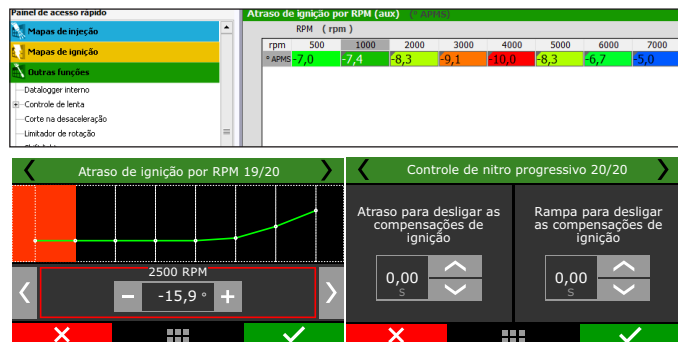 Painel de acesso rápido
Mapas de injeção
Mapas de ignição
Outras funções
Datalogger interno
Controle de lenta
Corte na desaceleração
Limitador de rotação
Atraso de ignição por RPM (aux) (° APMS)
RPM ( rpm )
rpm 500 1000 2000 3000 4000 5000 6000 7000
° APMS -7,0 -7,4 -8,3 -9,1 -10,0 -8,3 -6,7 -5,0
Atraso de ignição por RPM 19/20
2500 RPM
-15,9 °
Controle de nitro progressivo 20/20
Atraso para desligar as
compensações de
ignição
0,00
s
Rampa para desligar
as compensações de
ignição
0,00
s